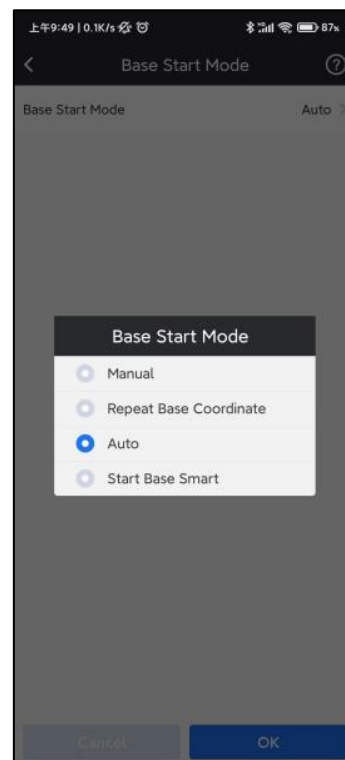 上午9:49 | 0.1K/s 87%
Base Start Mode
Base Start Mode Auto
Base Start Mode
Manual
Repeat Base Coordinate
Auto
Start Base Smart
Cancel OK